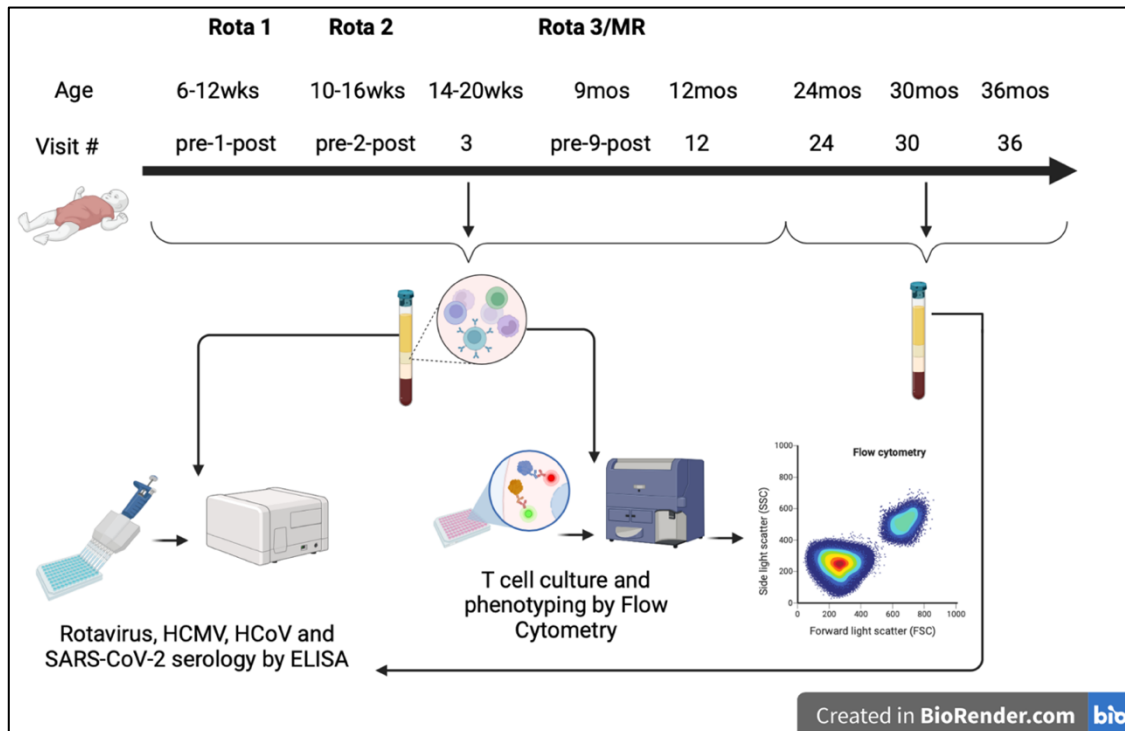 Rota 1 Rota 2 Rota 3/MR
Age 6-12wks 10-16wks 14-20wks 9mos 12mos 24mos 30mos 36mos
Visit # pre-1-post pre-2-post 3 pre-9-post 12 24 30 36
Flow cytometry
1000
800
600
400
200
0
Side light scatter (SSC)
0 200 400 600 800 1000
Forward light scatter (FSC)
T cell culture and
phenotyping by Flow
Cytometry
Rotavirus, HCMV, HCoV and
SARS-CoV-2 serology by ELISA
Created in BioRender.com bio